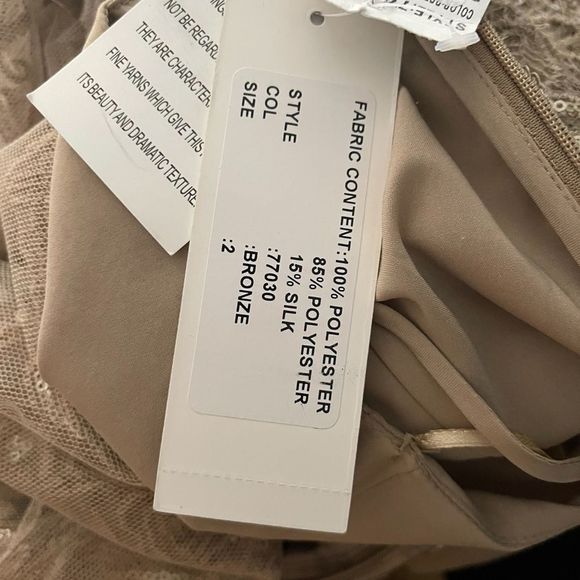 FABRIC CONTENT:100% POLYESTER
85% POLYESTER
15% SILK
STYLE :77030
COL :BRONZE
SIZE :2
NOT BE REGAR
THEY ARE CHARACTER
FINE YARNS WHICH GIVE THIS
ITS BEAUTY AND DRAMATIC TEXTURE